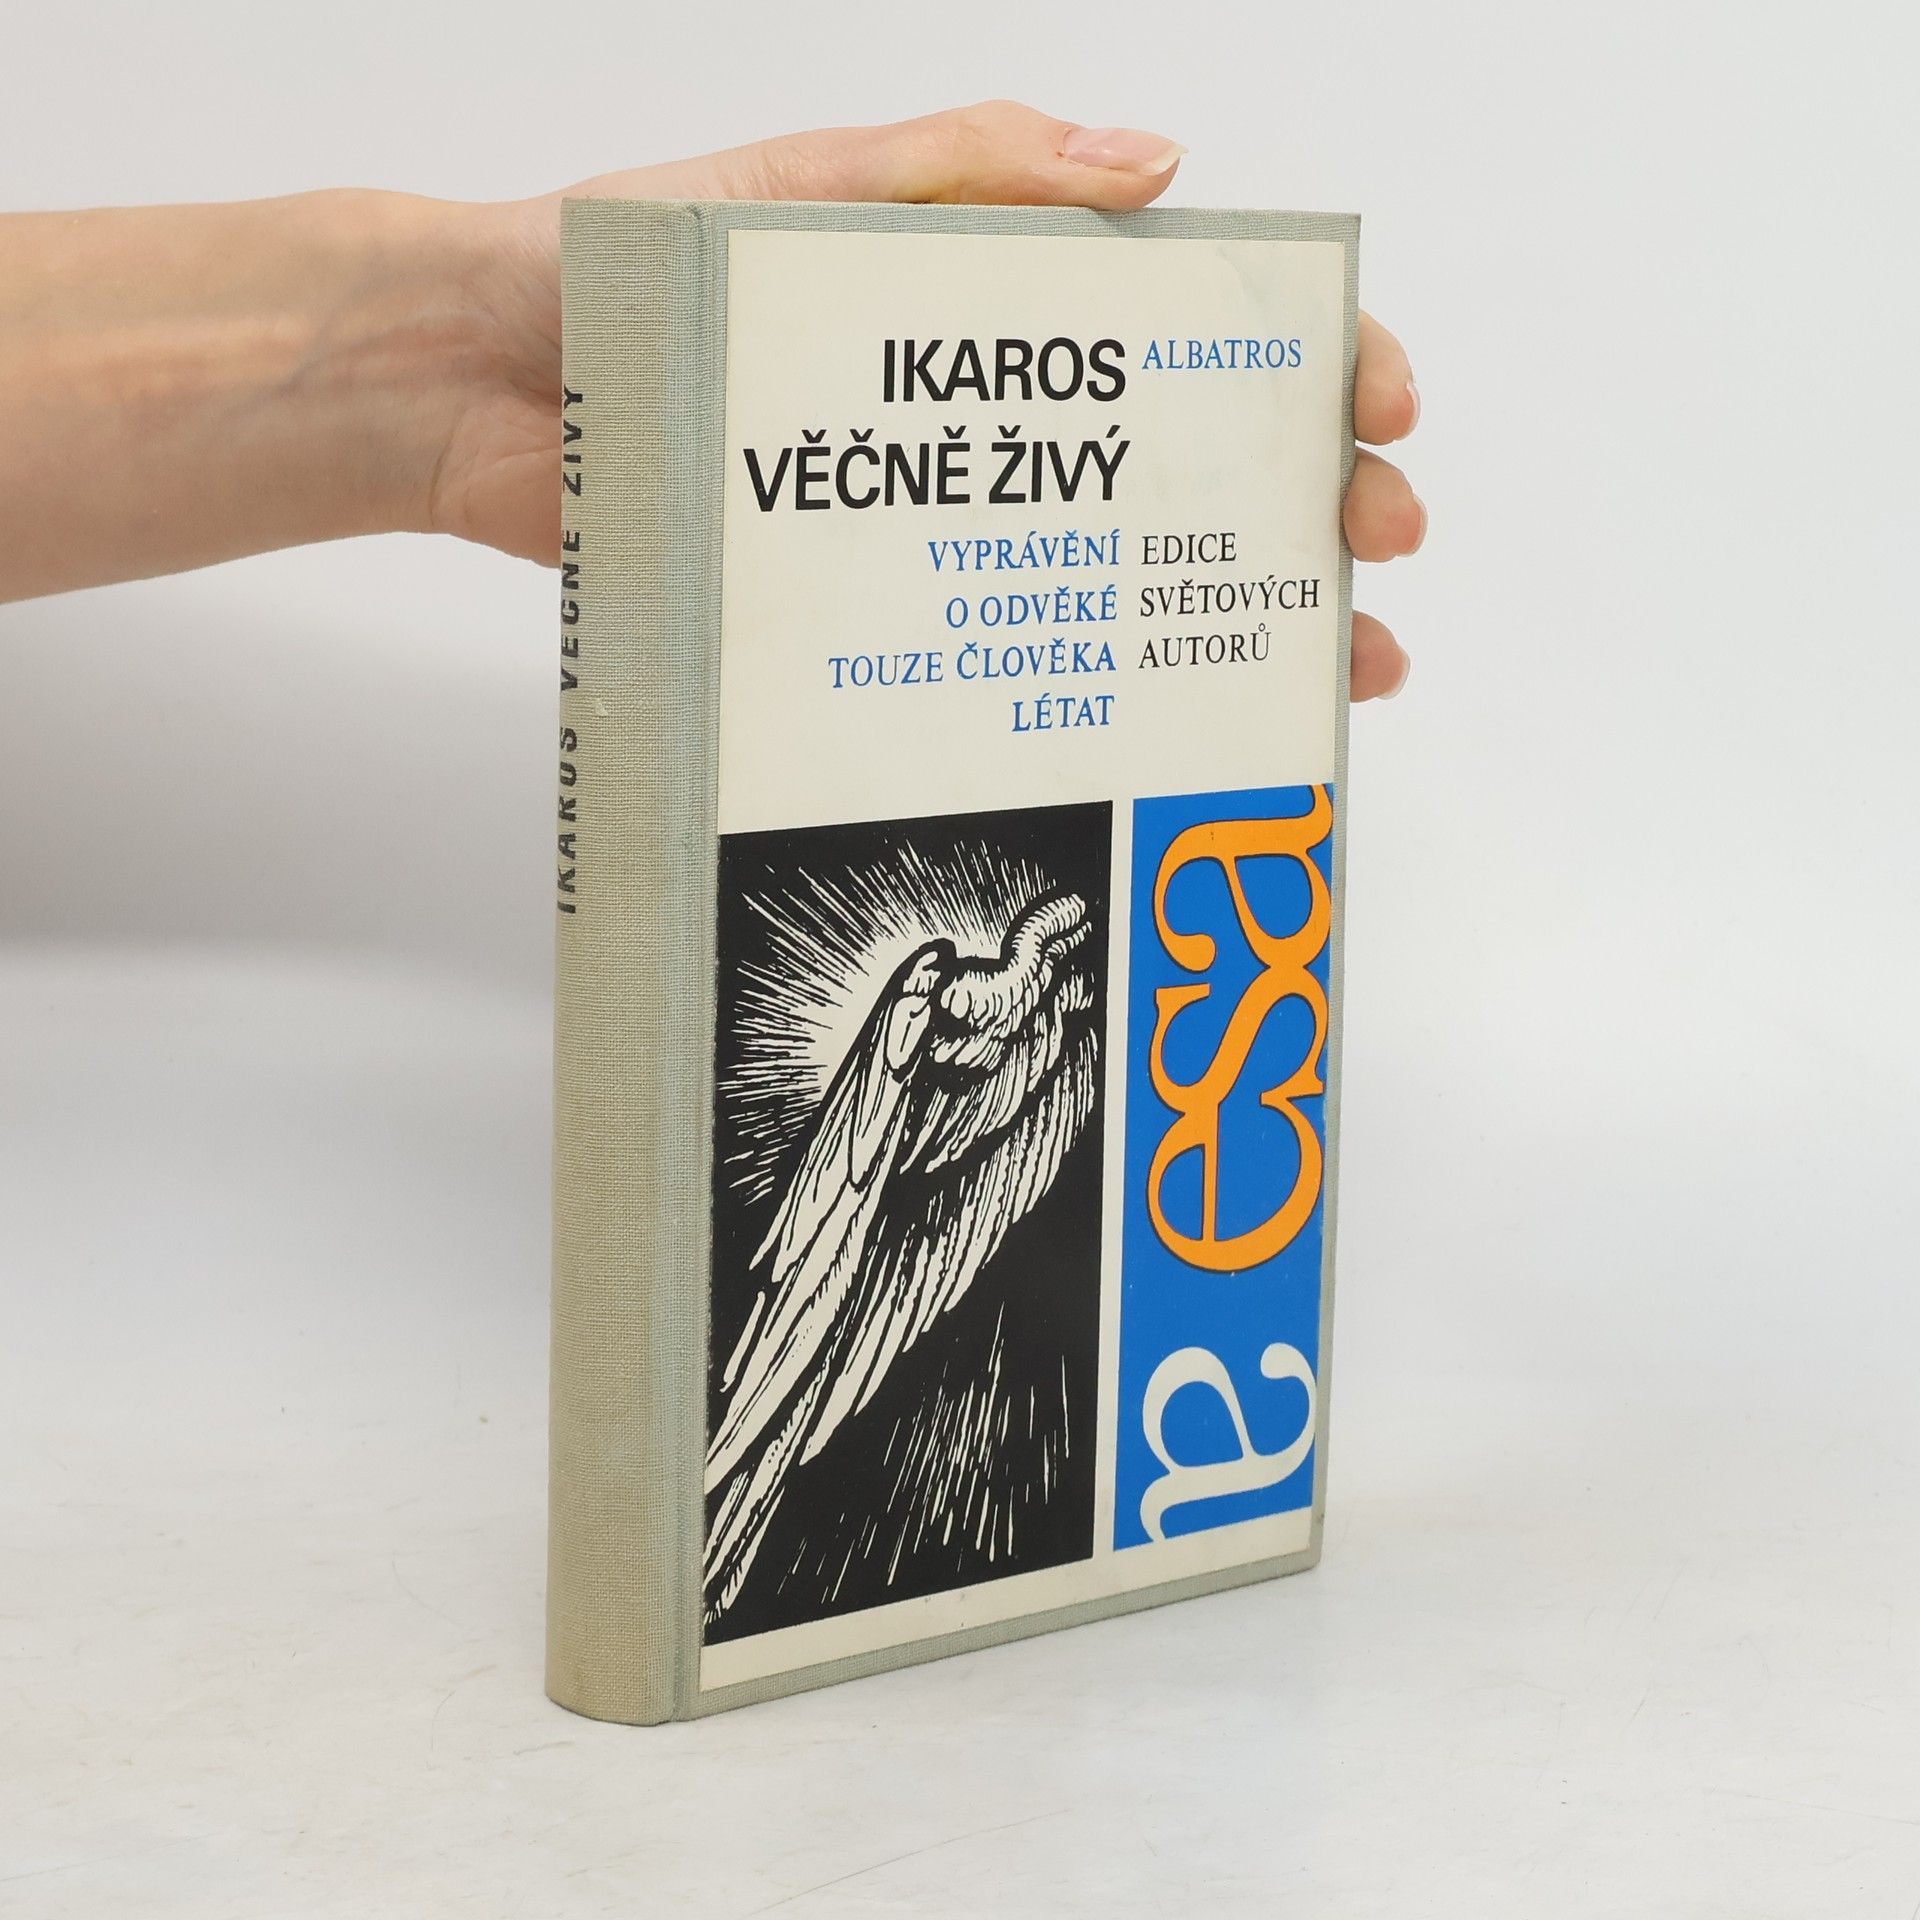 IKAROS VĚČNĚ ŽIVÝ
IKAROS
VĚČNĚ ŽIVÝ
VYPRÁVĚNÍ
O ODVĚKÉ
TOUZE ČLOVĚKA
LÉTAT
ALBATROS
EDICE
SVĚTOVÝCH
AUTORŮ
a esa